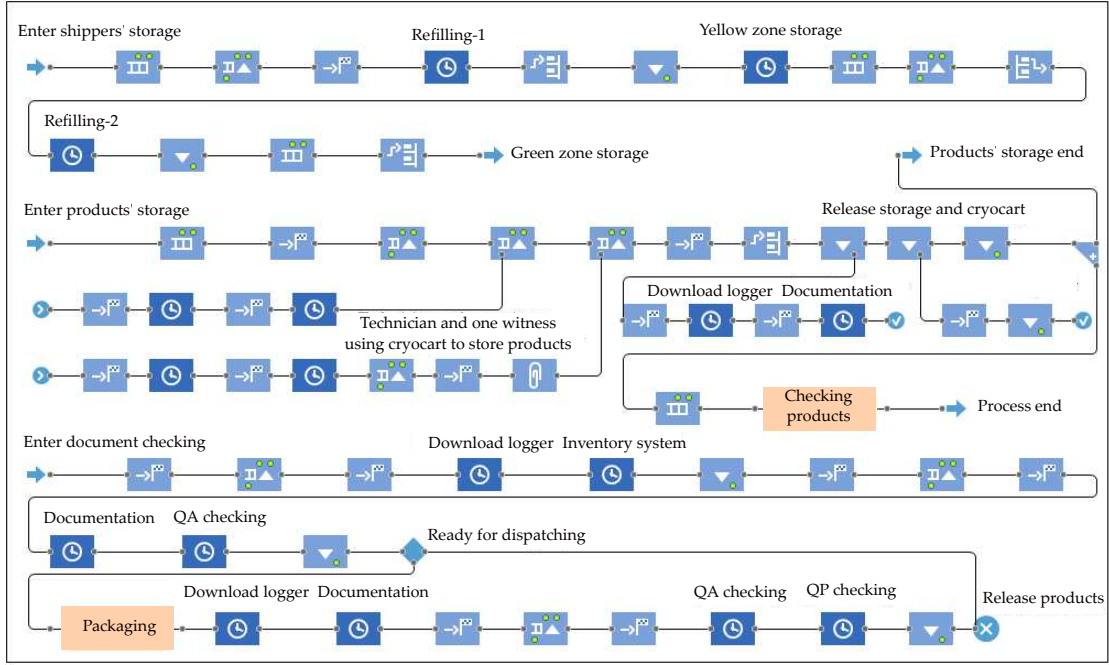 Enter shippers' storage
Refilling-1
Yellow zone storage
Refilling-2
Green zone storage
Products' storage end
Enter products' storage
Release storage and cryocart
Download logger
Documentation
Technician and one witness
using cryocart to store products
Checking
products
Process end
Enter document checking
Download logger
Inventory system
Documentation
QA checking
Ready for dispatching
Download logger
Documentation
QA checking
QP checking
Release products
Packaging